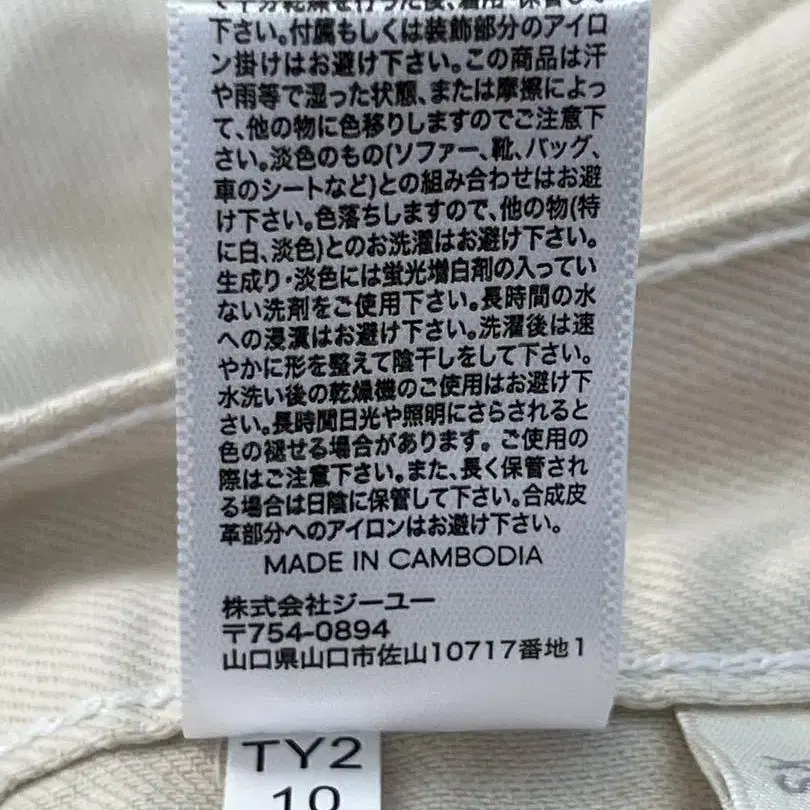 て十分乾燥を行った後、着用・保管して
下さい。付属もしくは装飾部分のアイロ
ン掛けはお避け下さい。この商品は汗
や雨等で湿った状態、または摩擦によっ
て、他の物に色移りしますのでご注意下
さい。淡色のもの(ソファー、靴、バッグ、
車のシートなど)との組み合わせはお避
け下さい。色落ちしますので、他の物(特
に白、淡色)とのお洗濯はお避け下さい。
生成り・淡色には蛍光増白剤の入ってい
ない洗剤をご使用下さい。長時間の水
への浸漬はお避け下さい。洗濯後は速
やかに形を整えて陰干しをして下さい。
水洗い後の乾燥機のご使用はお避け下
さい。長時間日光や照明にさらされると
色の褪せる場合があります。ご使用の
際はご注意下さい。また、長く保管され
る場合は日陰に保管して下さい。合成皮
革部分へのアイロンはお避け下さい。
MADE IN CAMBODIA
株式会社ジーユー
〒754-0894
山口県山口市佐山10717番地1
TY2
10